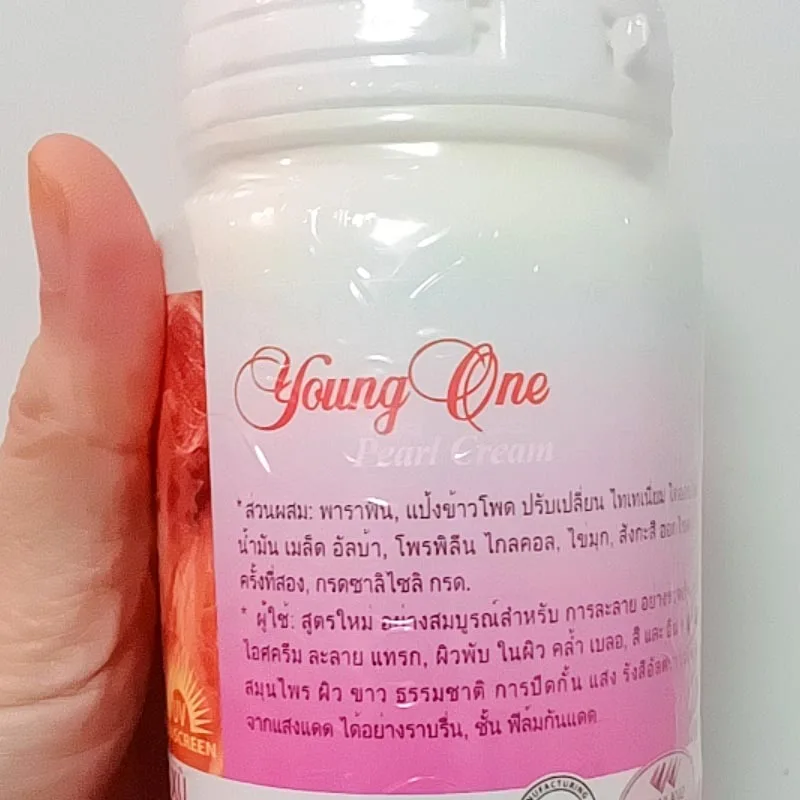 Young One
Pearl Cream
*ส่วนผสม: พาราฟิน, แป้งข้าวโพด ปรับเปลี่ยน ไทเทเนี่ยม
น้ำมัน เมล็ด อัลบ้า, โพรพิลีน ไกลคอล, ไข่มุก, สังกะสี
ครั้งที่สอง, กรดซาลิไซลิ กรด.
* ผู้ใช้: สูตรใหม่ อย่างสมบูรณ์สำหรับ การละลาย
ไอศครีม ละลาย แทรก, ผิวพับ ในผิว คล้ำ เบลอ, สี และ
สมุนไพร ผิว ขาว ธรรมชาติ การปิดกั้น แสง
จากแสงแดด ได้อย่างราบรื่น, ชั้น ฟิล์มกันแดด
UV
SCREEN